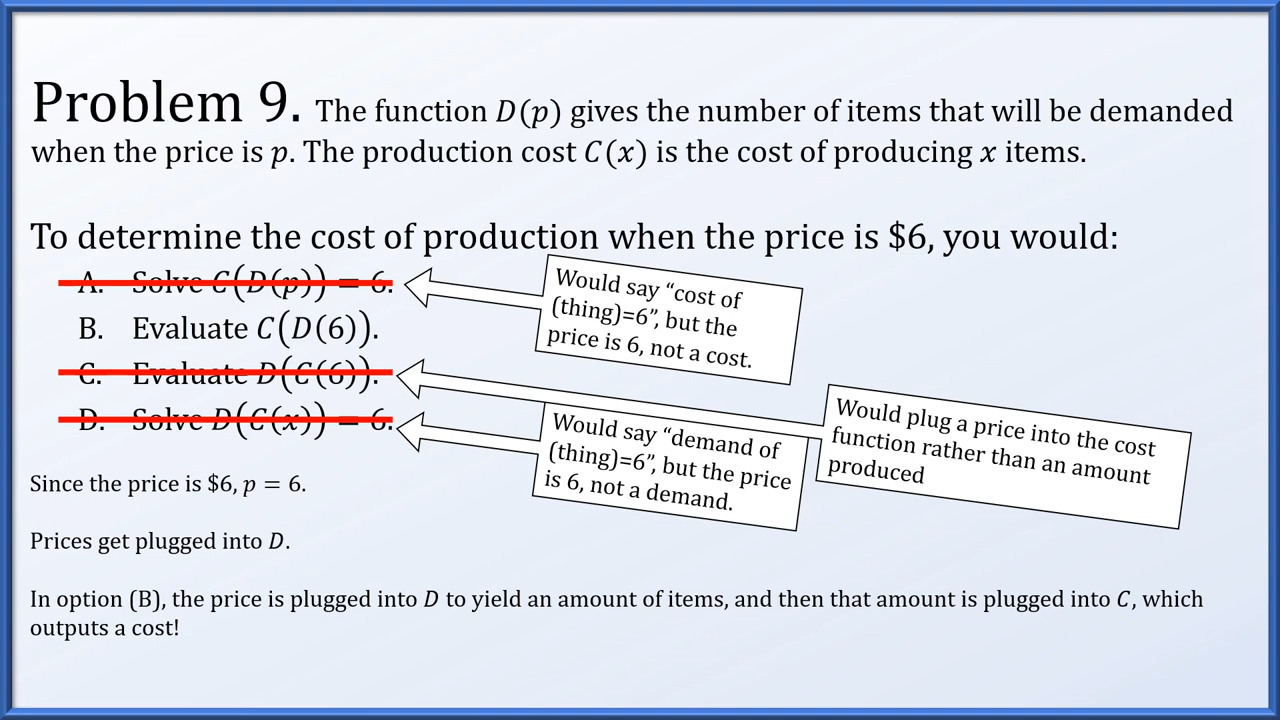 Problem 9. The function D(p) gives the number of items that will be demanded
when the price is p. The production cost C(x) is the cost of producing x items.
To determine the cost of production when the price is $6, you would:
A. Solve C(D(p)) = 6.
B. Evaluate C(D(6)).
C. Evaluate D(C(6)).
D. Solve D(C(x)) = 6.
Would say “cost of
(thing)=6”, but the
price is 6, not a cost.
Would say “demand of
(thing)=6”, but the price
is 6, not a demand.
Would plug a price into the cost
function rather than an amount
produced
Since the price is $6, p = 6.
Prices get plugged into D.
In option (B), the price is plugged into D to yield an amount of items, and then that amount is plugged into C, which
outputs a cost!